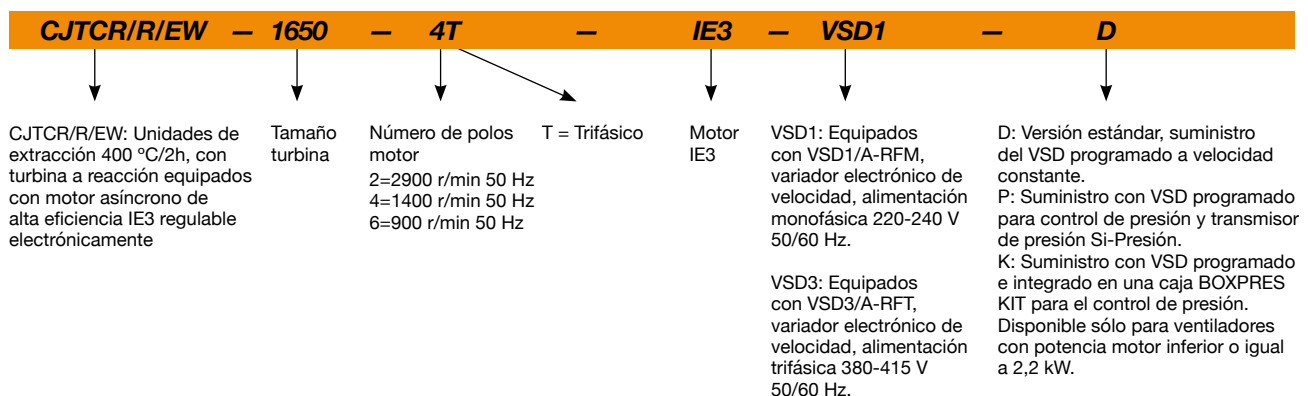 CJTCR/R/EW — 1650 — 4T — IE3 — VSD1 — D
CJTCR/R/EW: Unidades de
extracción 400 ºC/2h, con
turbina a reacción equipados
con motor asíncrono de
alta eficiencia IE3 regulable
electrónicamente
Tamaño
turbina
Número de polos
motor
2=2900 r/min 50 Hz
4=1400 r/min 50 Hz
6=900 r/min 50 Hz
T = Trifásico
Motor
IE3
VSD1: Equipados
con VSD1/A-RFM,
variador electrónico de
velocidad, alimentación
monofásica 220-240 V
50/60 Hz.
VSD3: Equipados
con VSD3/A-RFT,
variador electrónico de
velocidad, alimentación
trifásica 380-415 V
50/60 Hz.
D: Versión estándar, suministro
del VSD programado a velocidad
constante.
P: Suministro con VSD programado
para control de presión y transmisor
de presión Si-Presión.
K: Suministro con VSD programado
e integrado en una caja BOXPRES
KIT para el control de presión.
Disponible sólo para ventiladores
con potencia motor inferior o igual
a 2,2 kW.